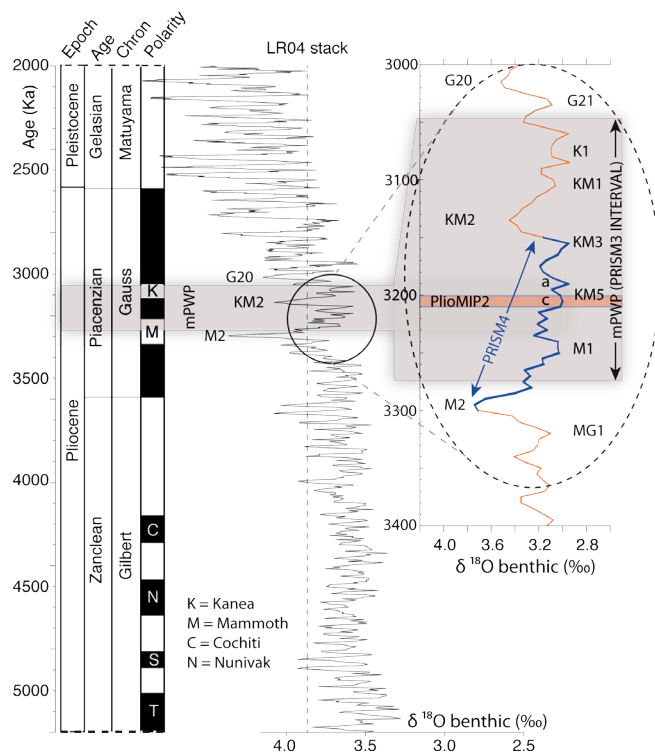 Epoch
Age
Chron
Polarity
LR04 stack
Age (Ka)
2000
2500
3000
3500
4000
4500
5000
Pleistocene
Pliocene
Gelasian
Piacenzian
Zanclean
Matuyama
Gauss
Gilbert
K
M
C
N
S
T
mPWP
G20
KM2
M2
K = Kanea
M = Mammoth
C = Cochiti
N = Nunivak
4.0 3.5 3.0 2.5
δ 18O benthic (‰)
3000
3100
3200
3300
3400
G20
G21
K1
KM1
KM2
KM3
a
KM5
PlioMIP2
c
M1
M2
MG1
PRISM4
mPWP (PRISM3 INTERVAL)
4.0 3.6 3.2 2.8
δ 18O benthic (‰)